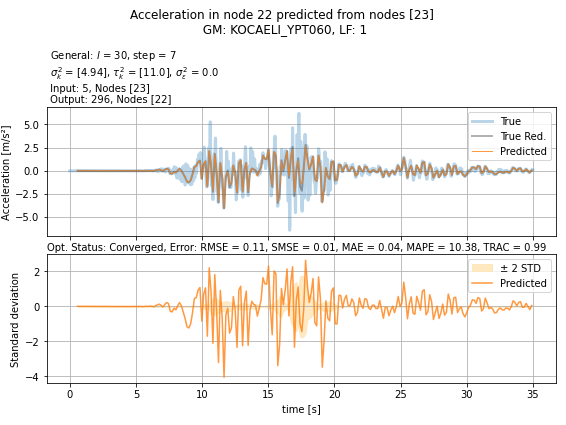 Acceleration in node 22 predicted from nodes [23]
GM: KOCAELI_YPT060, LF: 1
General: l = 30, step = 7
σ²ₖ = [4.94], τ²ₖ = [11.0], σ²ε = 0.0
Input: 5, Nodes [23]
Output: 296, Nodes [22]
Acceleration [m/s²]
5.0
2.5
0.0
−2.5
−5.0
True
True Red.
Predicted
Opt. Status: Converged, Error: RMSE = 0.11, SMSE = 0.01, MAE = 0.04, MAPE = 10.38, TRAC = 0.99
Standard deviation
2
0
−2
−4
± 2 STD
Predicted
0 5 10 15 20 25 30 35
time [s]